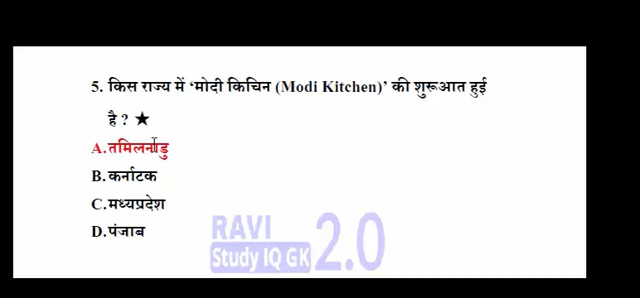 5. किस राज्य में ‘मोदी किचिन (Modi Kitchen)’ की शुरूआत हुई
है ? ★
A.तमिलनाडु
B.कर्नाटक
C.मध्यप्रदेश
D.पंजाब
RAVI
Study IQ GK 2.0